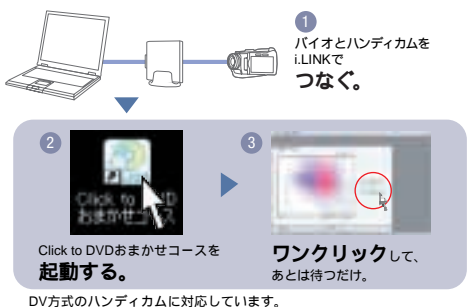 1
バイオとハンディカムを
i.LINKで
つなぐ。
2
Click to DVD
おまかせコース
Click to DVDおまかせコースを
起動する。
3
ワンクリックして、
あとは待つだけ。
DV方式のハンディカムに対応しています。